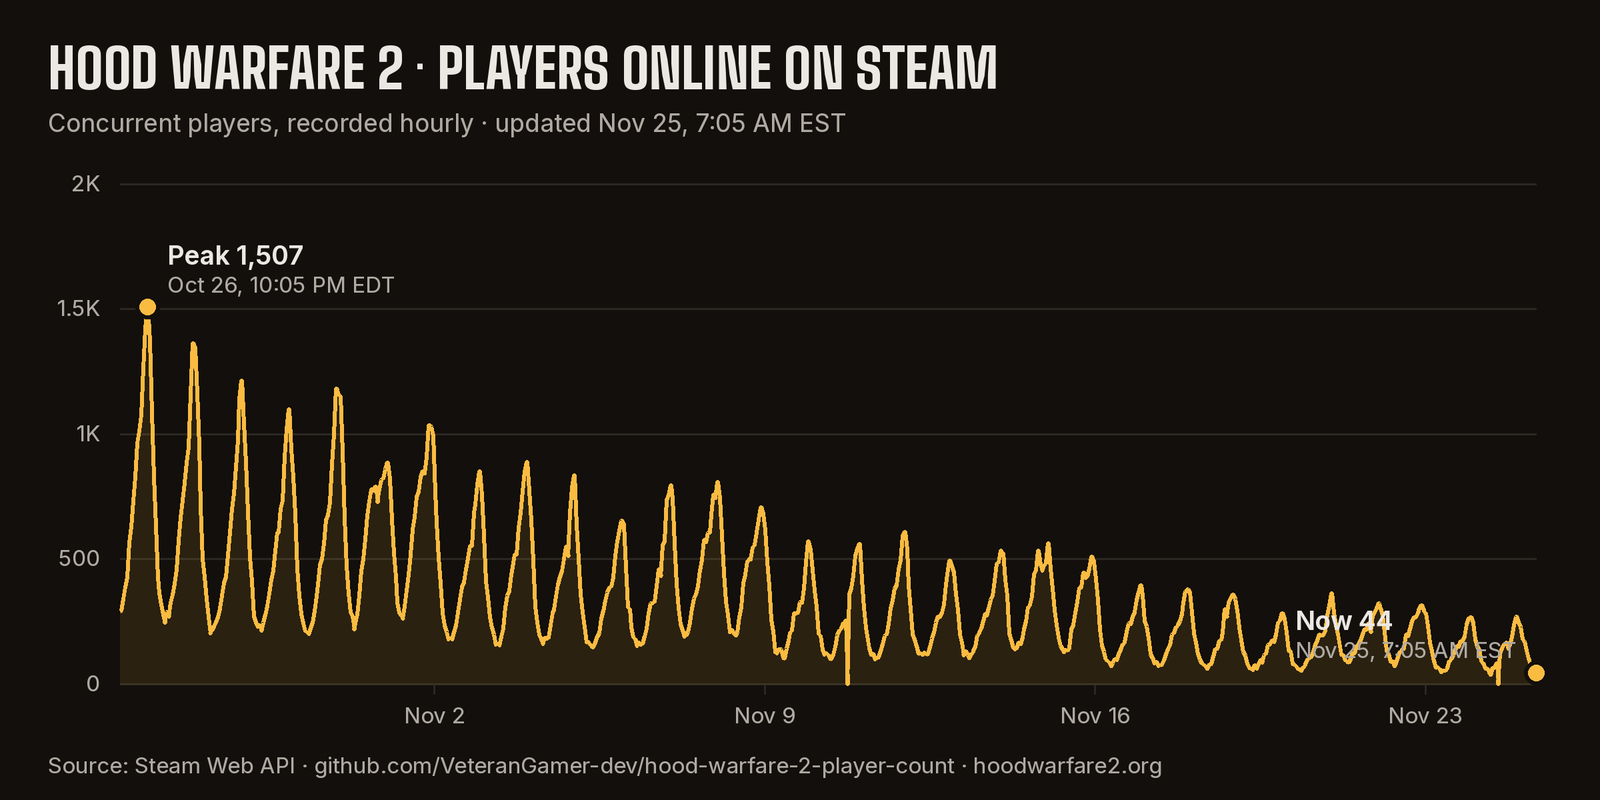 HOOD WARFARE 2 · PLAYERS ONLINE ON STEAM
Concurrent players, recorded hourly · updated Nov 25, 7:05 AM EST
2K
Peak 1,507
Oct 26, 10:05 PM EDT
1.5K
1K
500
Now 44
Nov 25, 7:05 AM EST
0
Nov 2 Nov 9 Nov 16 Nov 23
Source: Steam Web API · github.com/VeteranGamer-dev/hood-warfare-2-player-count · hoodwarfare2.org